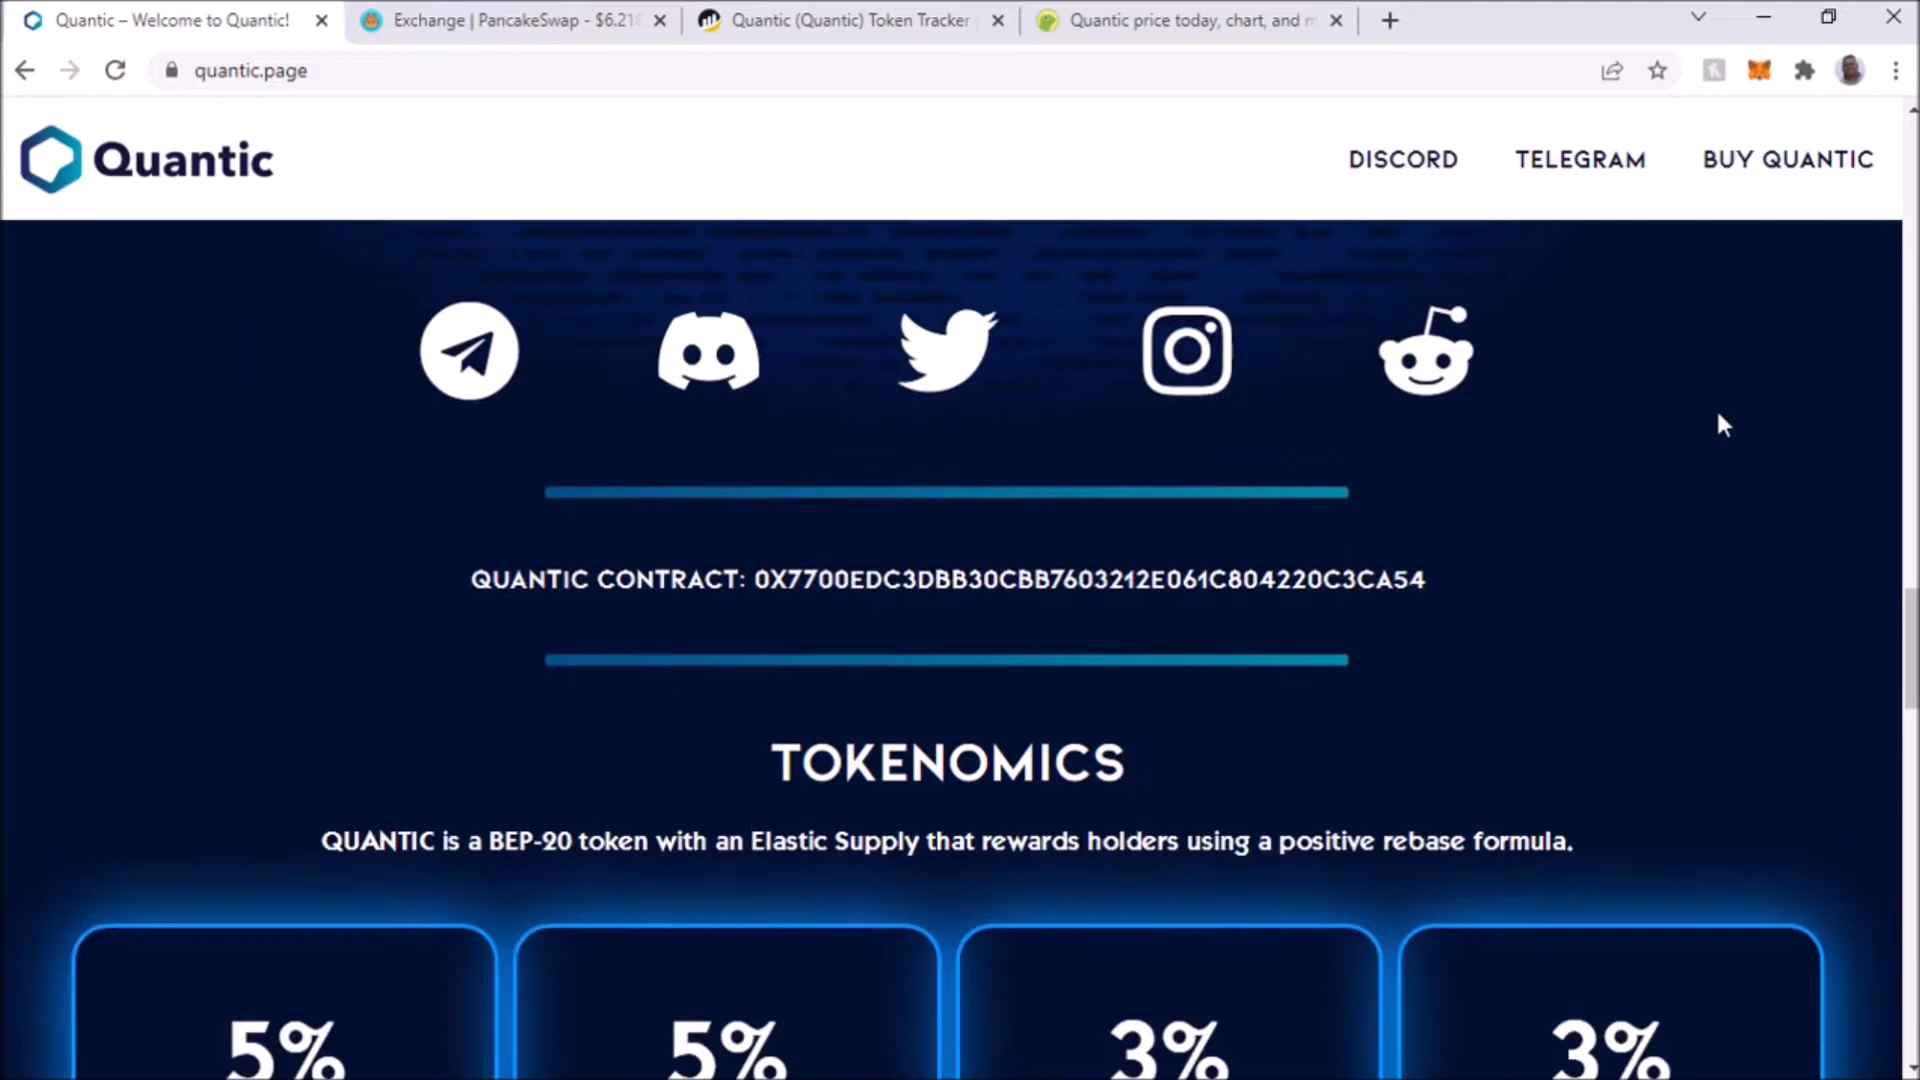 Quantic – Welcome to Quantic!
Exchange | PancakeSwap - $6.218
Quantic (Quantic) Token Tracker
Quantic price today, chart, and m
quantic.page
Quantic
DISCORD
TELEGRAM
BUY QUANTIC
QUANTIC CONTRACT: 0X7700EDC3DBB30CBB7603212E061C804220C3CA54
TOKENOMICS
QUANTIC is a BEP-20 token with an Elastic Supply that rewards holders using a positive rebase formula.
5%
5%
3%
3%